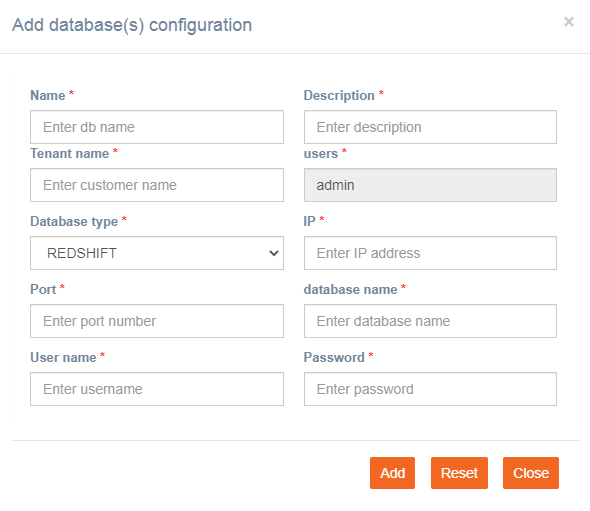 Add database(s) configuration ×
Name * Description *
Enter db name Enter description
Tenant name * users *
Enter customer name admin
Database type * IP *
REDSHIFT Enter IP address
Port * database name *
Enter port number Enter database name
User name * Password *
Enter username Enter password
Add Reset Close